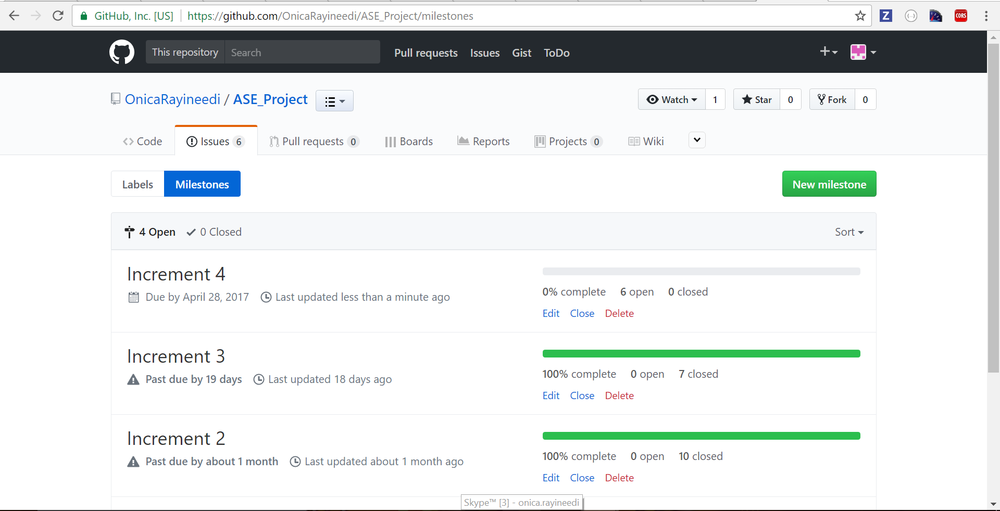 GitHub, Inc. [US] https://github.com/OnicaRayineedi/ASE_Project/milestones
Z {···} CORS
This repository Search Pull requests Issues Gist ToDo
OnicaRayineedi / ASE_Project Watch 1 Star 0 Fork 0
Code Issues 6 Pull requests 0 Boards Reports Projects 0 Wiki
Labels Milestones New milestone
4 Open 0 Closed Sort
Increment 4
Due by April 28, 2017 Last updated less than a minute ago
0% complete 6 open 0 closed
Edit Close Delete
Increment 3
Past due by 19 days Last updated 18 days ago
100% complete 0 open 7 closed
Edit Close Delete
Increment 2
Past due by about 1 month Last updated about 1 month ago
100% complete 0 open 10 closed
Edit Close Delete
Skype™ [3] - onica.rayineedi